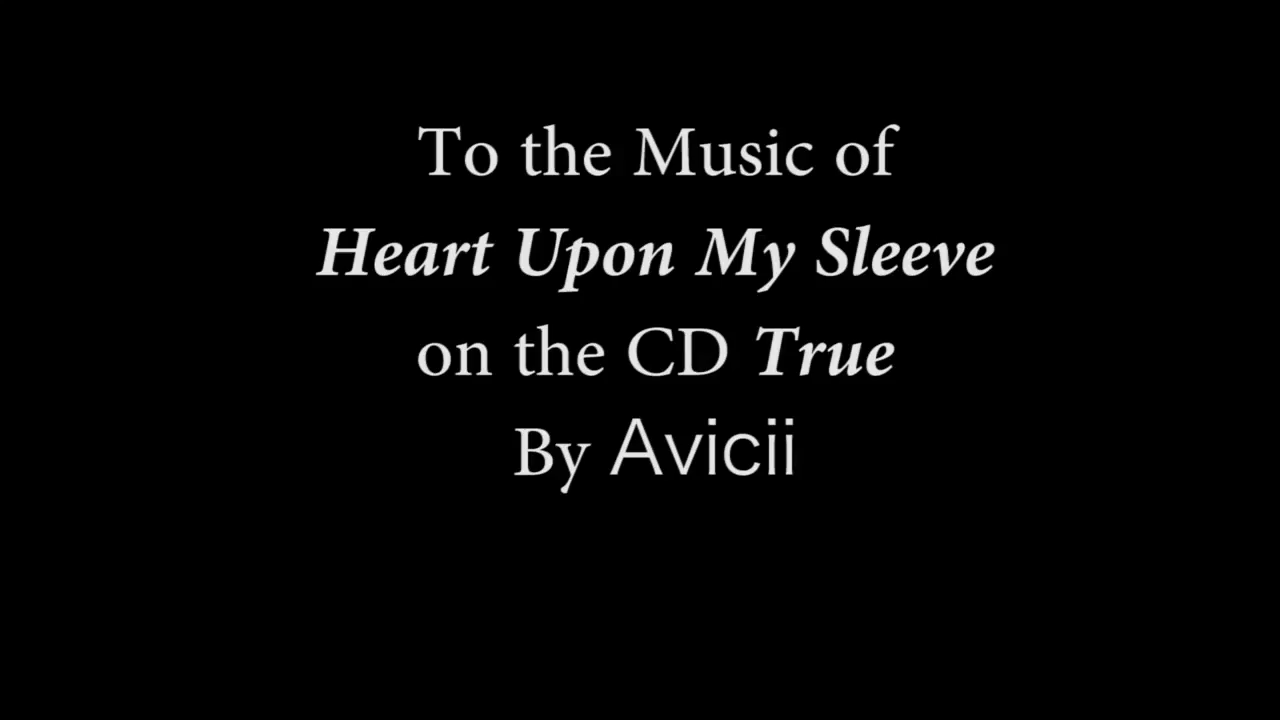 To the Music of
Heart Upon My Sleeve
on the CD True
By Avicii